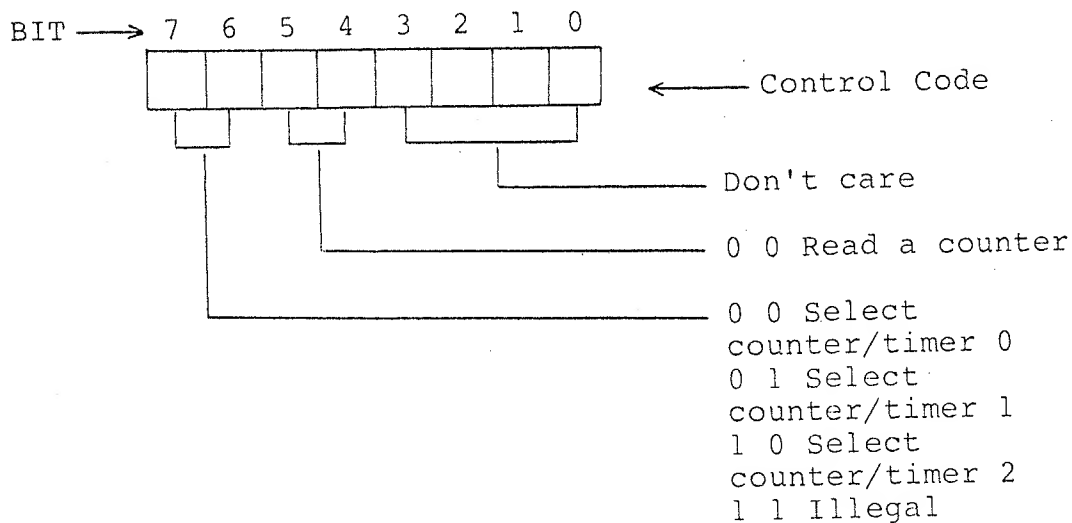 BIT → 7 6 5 4 3 2 1 0
← Control Code
Don't care
0 0 Read a counter
0 0 Select
counter/timer 0
0 1 Select
counter/timer 1
1 0 Select
counter/timer 2
1 1 Illegal